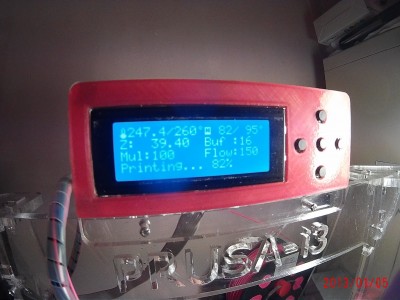 247.4/260° 82/ 95°
Z: 39.40 Buf :16
Mul:100 Flow:150
Printing... 82%
PRUSA-i3